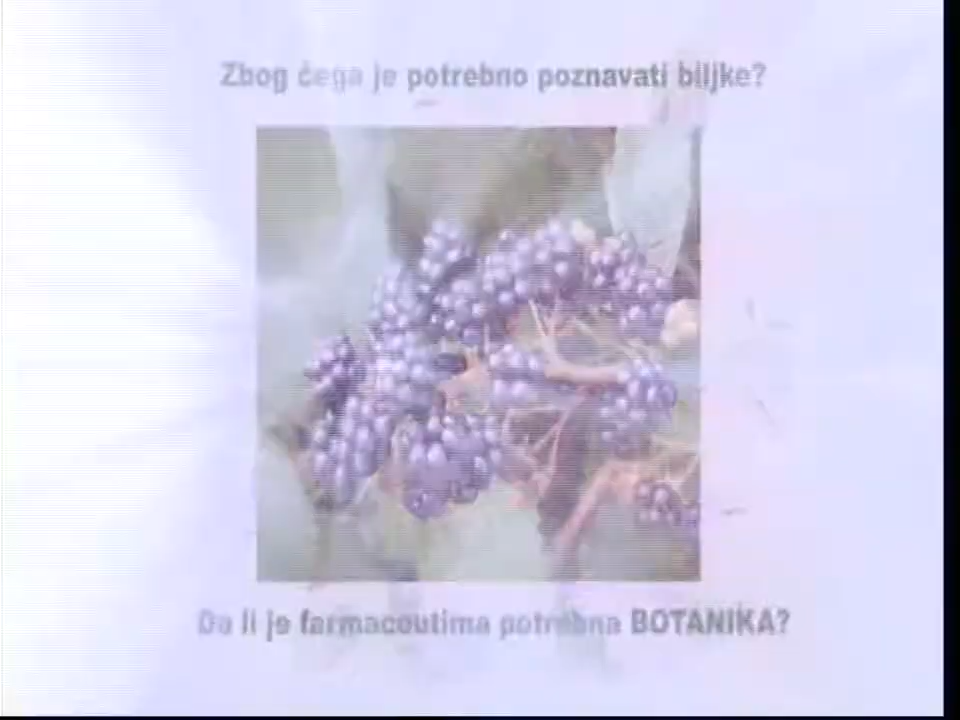 Zbog čega je potrebno poznavati biljke?
Da li je farmaceutima potrebna BOTANIKA?